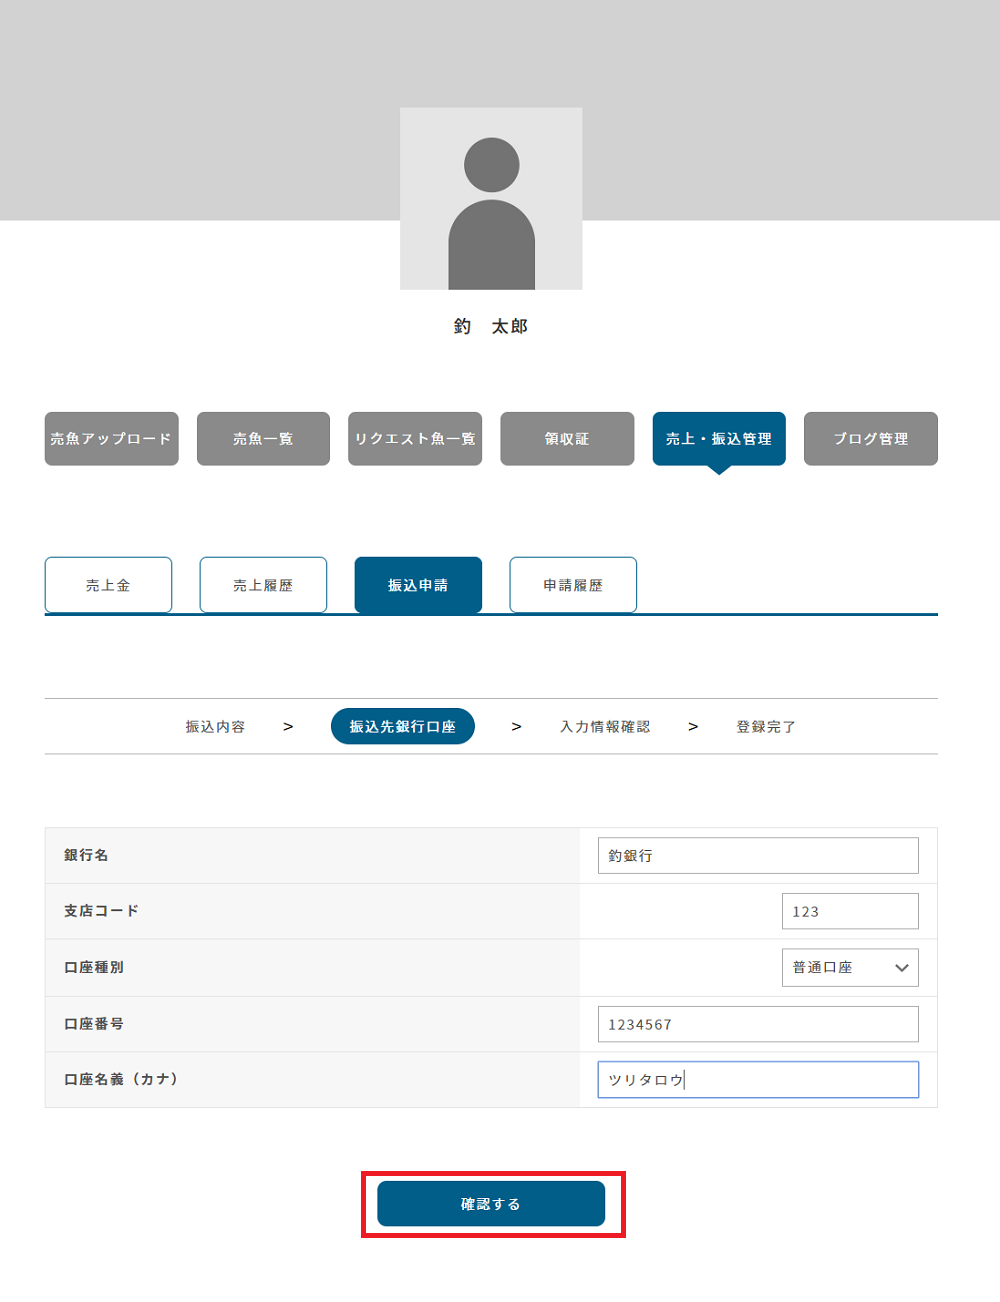 釣　太郎
売魚アップロード
売魚一覧
リクエスト魚一覧
領収証
売上・振込管理
ブログ管理
売上金
売上履歴
振込申請
申請履歴
振込内容 > 振込先銀行口座 > 入力情報確認 > 登録完了
銀行名 釣銀行
支店コード 123
口座種別 普通口座
口座番号 1234567
口座名義（カナ） ツリタロウ
確認する